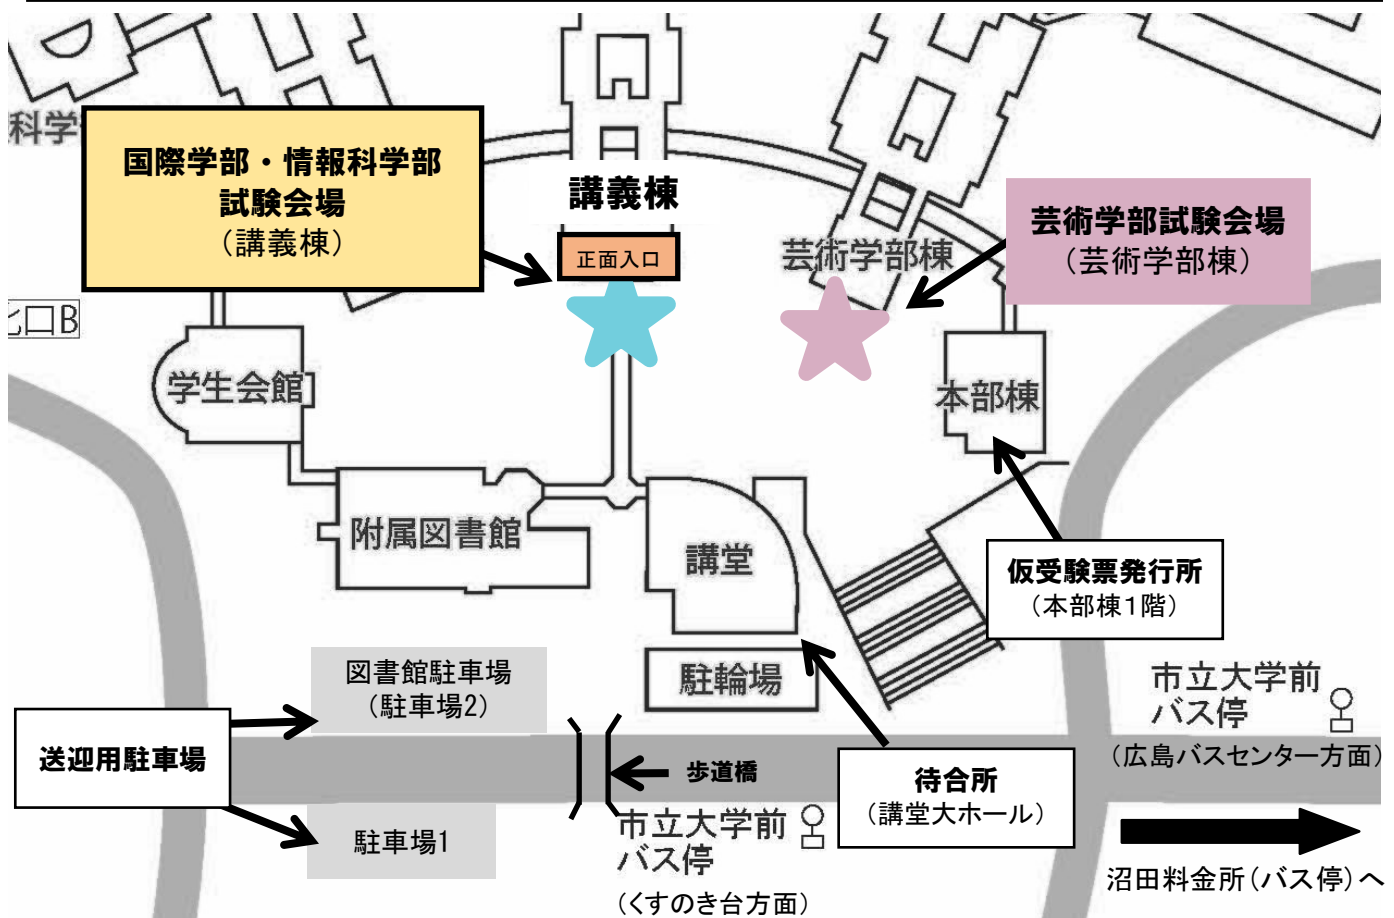 科学
国際学部・情報科学部
試験会場
（講義棟）
講義棟
正面入口
芸術学部棟
芸術学部試験会場
（芸術学部棟）
口B
学生会館
本部棟
附属図書館
講堂
仮受験票発行所
（本部棟１階）
図書館駐車場
（駐車場2）
駐輪場
市立大学前
バス停
（広島バスセンター方面）
送迎用駐車場
歩道橋
待合所
（講堂大ホール）
駐車場1
市立大学前
バス停
（くすのき台方面）
沼田料金所（バス停）へ